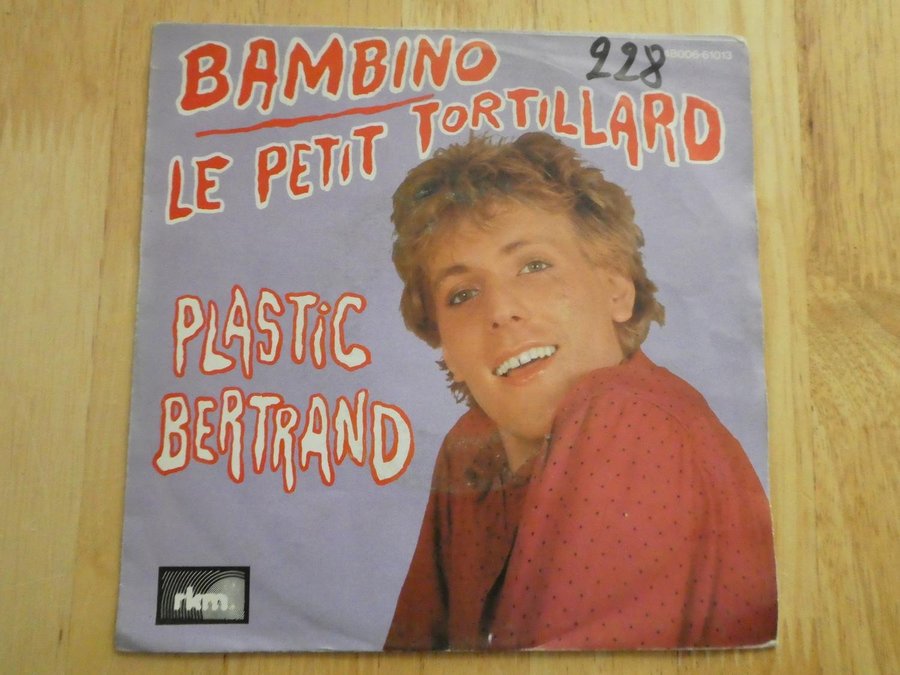 BAMBINO
228
LE PETIT TORTILLARD
PLASTIC
BERTRAND
rkm